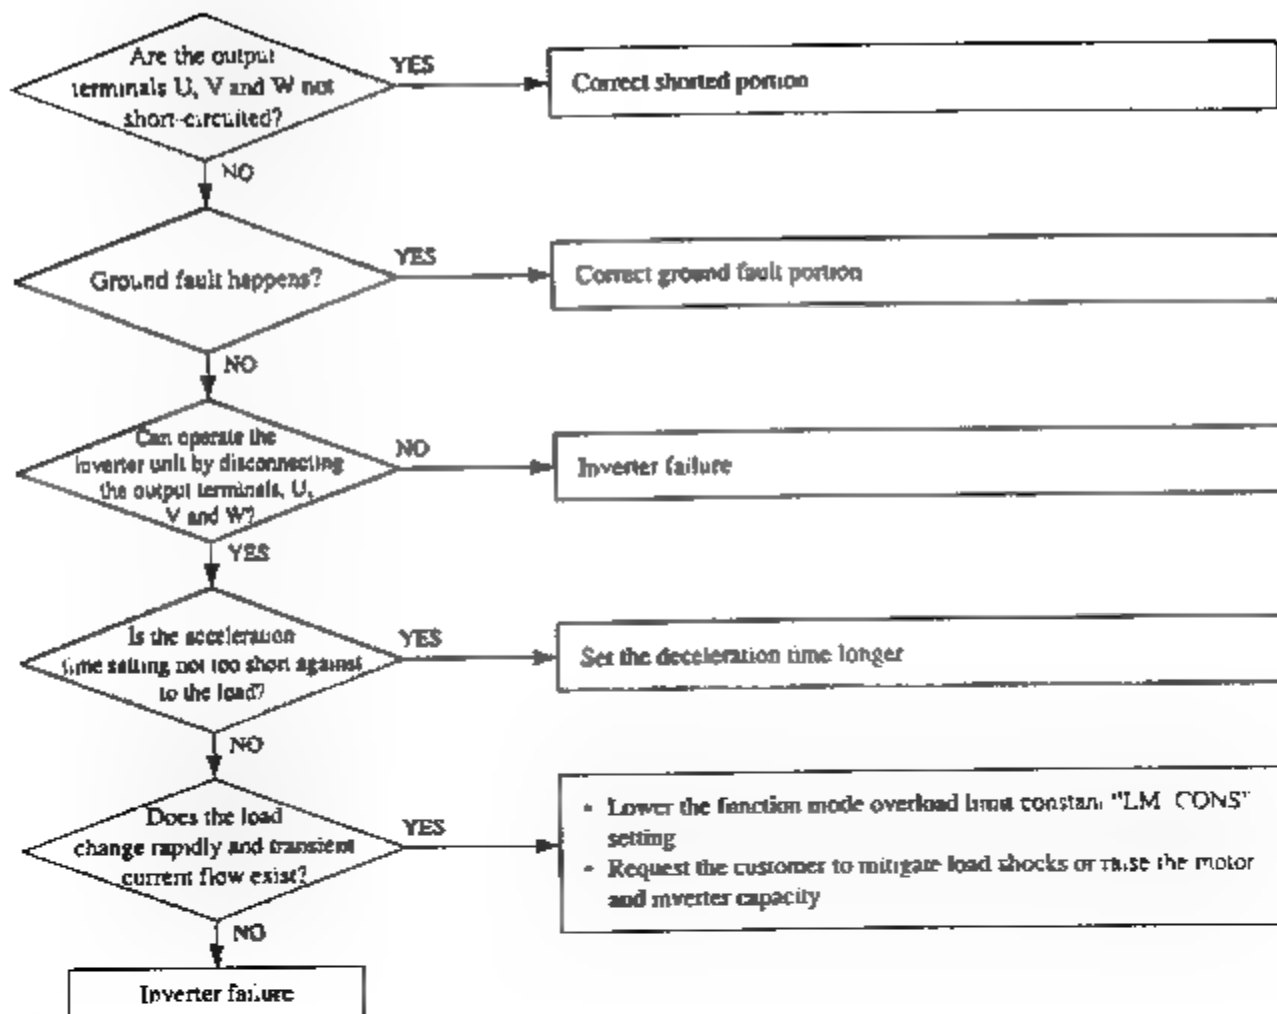 Are the output
terminals U, V and W not
short-circuited?
YES
Correct shorted portion
NO
Ground fault happens?
YES
Correct ground fault portion
NO
Can operate the
inverter unit by disconnecting
the output terminals, U,
V and W?
NO
Inverter failure
YES
Is the acceleration
time setting not too short against
to the load?
YES
Set the deceleration time longer
NO
Does the load
change rapidly and transient
current flow exist?
YES
• Lower the function mode overload limit constant "LM CONS"
setting
• Request the customer to mitigate load shocks or raise the motor
and inverter capacity
NO
Inverter failure